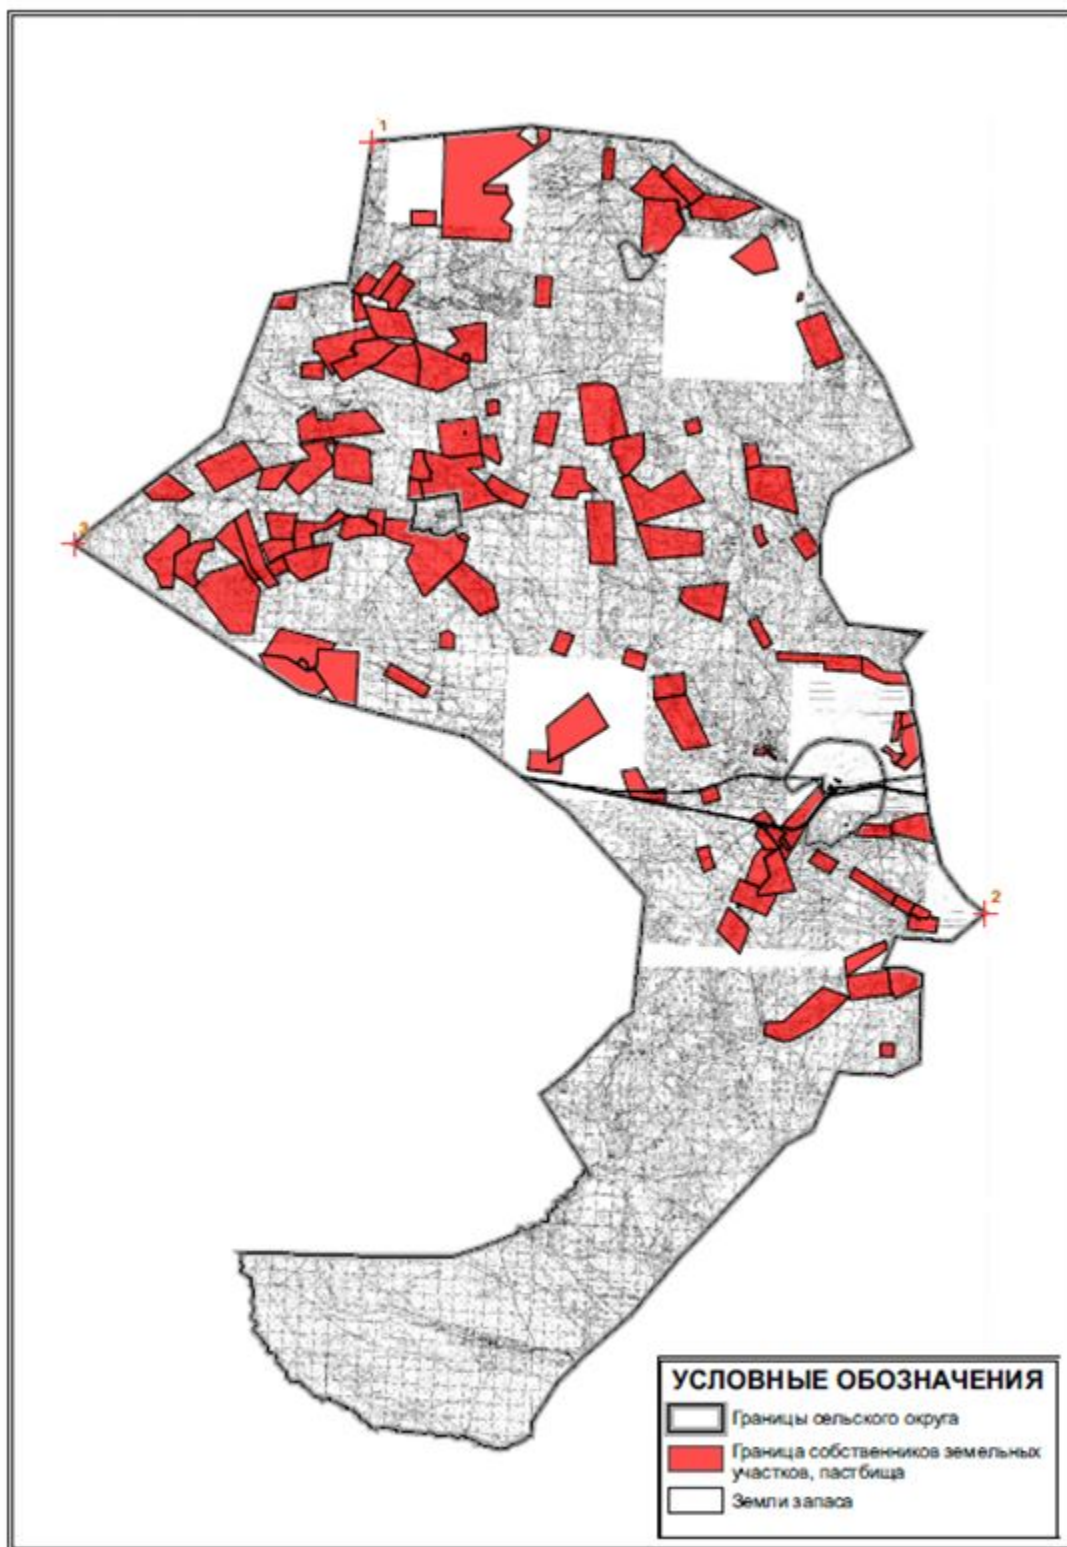 1
3
2
УСЛОВНЫЕ ОБОЗНАЧЕНИЯ
Границы сельского округа
Граница собственников земельных
участков, пастбища
Земли запаса